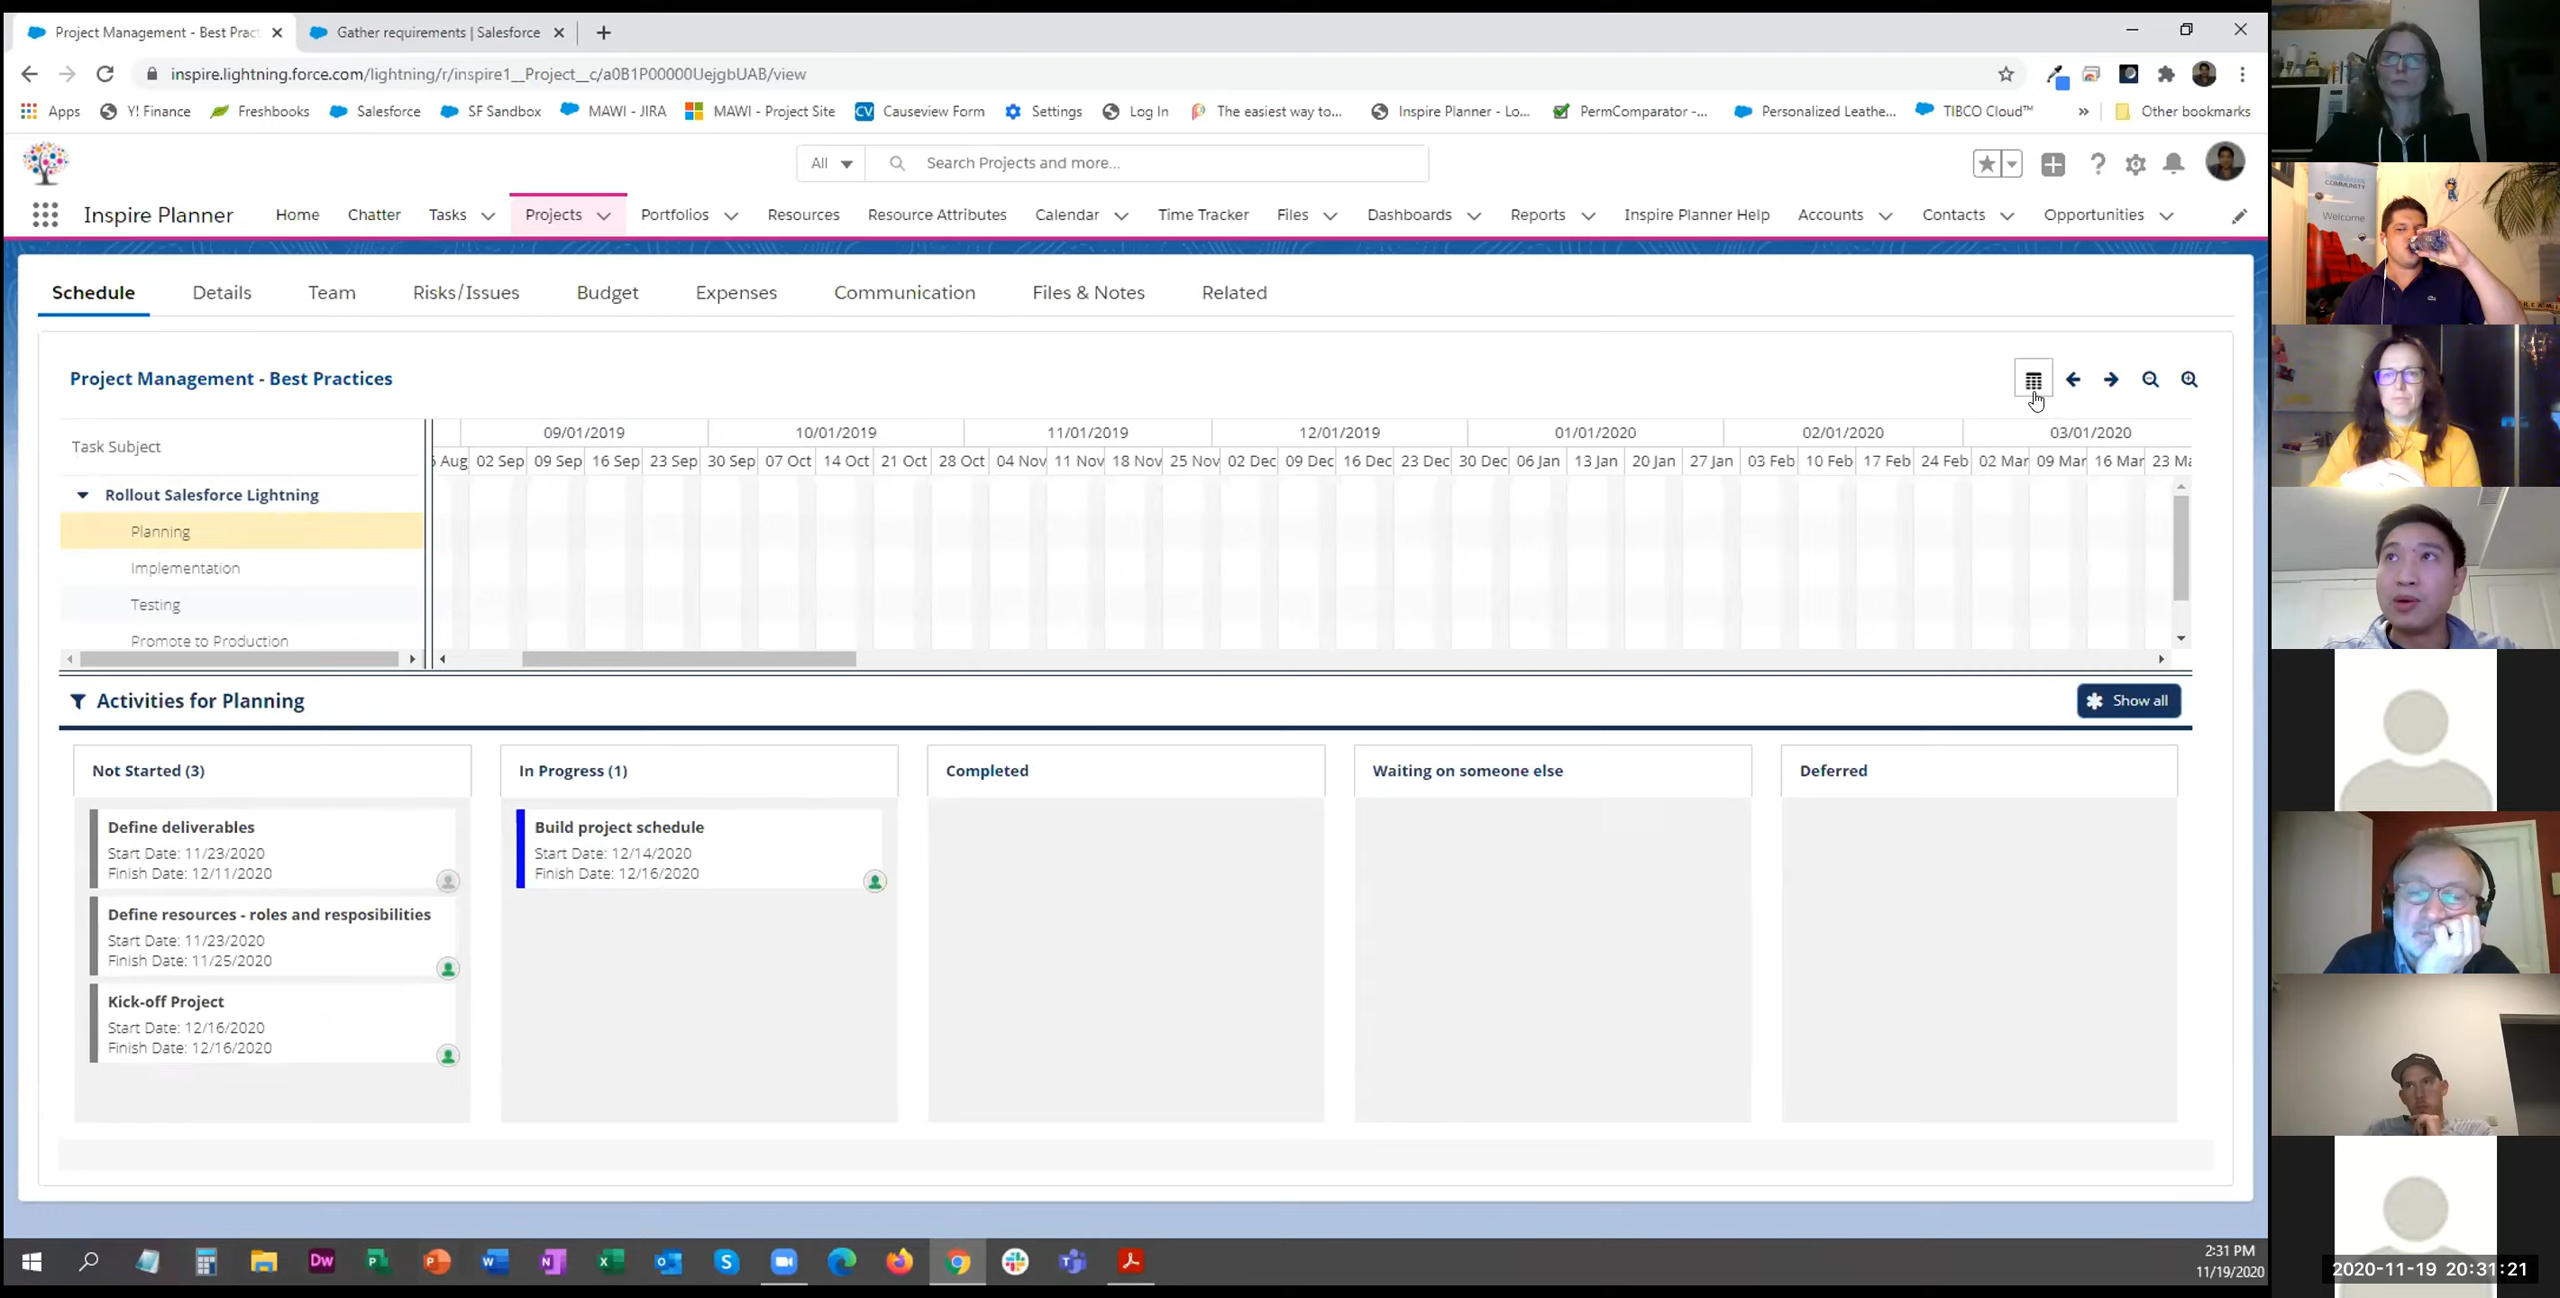 Project Management - Best Pract
Gather requirements | Salesforce
inspire.lightning.force.com/lightning/r/inspire1__Project__c/a0B1P00000UejgbUAB/view
Apps Y! Finance Freshbooks Salesforce SF Sandbox MAWI - JIRA MAWI - Project Site CV Causeview Form Settings Log In The easiest way to... Inspire Planner - Lo... PermComparator -... Personalized Leathe... TIBCO Cloud™ » Other bookmarks
All Search Projects and more...
Inspire Planner Home Chatter Tasks Projects Portfolios Resources Resource Attributes Calendar Time Tracker Files Dashboards Reports Inspire Planner Help Accounts Contacts Opportunities
Schedule Details Team Risks/Issues Budget Expenses Communication Files & Notes Related
Project Management - Best Practices
Task Subject
09/01/2019 10/01/2019 11/01/2019 12/01/2019 01/01/2020 02/01/2020 03/01/2020
Aug 02 Sep 09 Sep 16 Sep 23 Sep 30 Sep 07 Oct 14 Oct 21 Oct 28 Oct 04 Nov 11 Nov 18 Nov 25 Nov 02 Dec 09 Dec 16 Dec 23 Dec 30 Dec 06 Jan 13 Jan 20 Jan 27 Jan 03 Feb 10 Feb 17 Feb 24 Feb 02 Mar 09 Mar 16 Mar 23 Ma
Rollout Salesforce Lightning
Planning
Implementation
Testing
Promote to Production
Activities for Planning
Show all
Not Started (3)
Define deliverables
Start Date: 11/23/2020
Finish Date: 12/11/2020
Define resources - roles and resposibilities
Start Date: 11/23/2020
Finish Date: 11/25/2020
Kick-off Project
Start Date: 12/16/2020
Finish Date: 12/16/2020
In Progress (1)
Build project schedule
Start Date: 12/14/2020
Finish Date: 12/16/2020
Completed
Waiting on someone else
Deferred
COMMUNITY
Welcome
Dw
2:31 PM
11/19/2020
2020-11-19 20:31:21